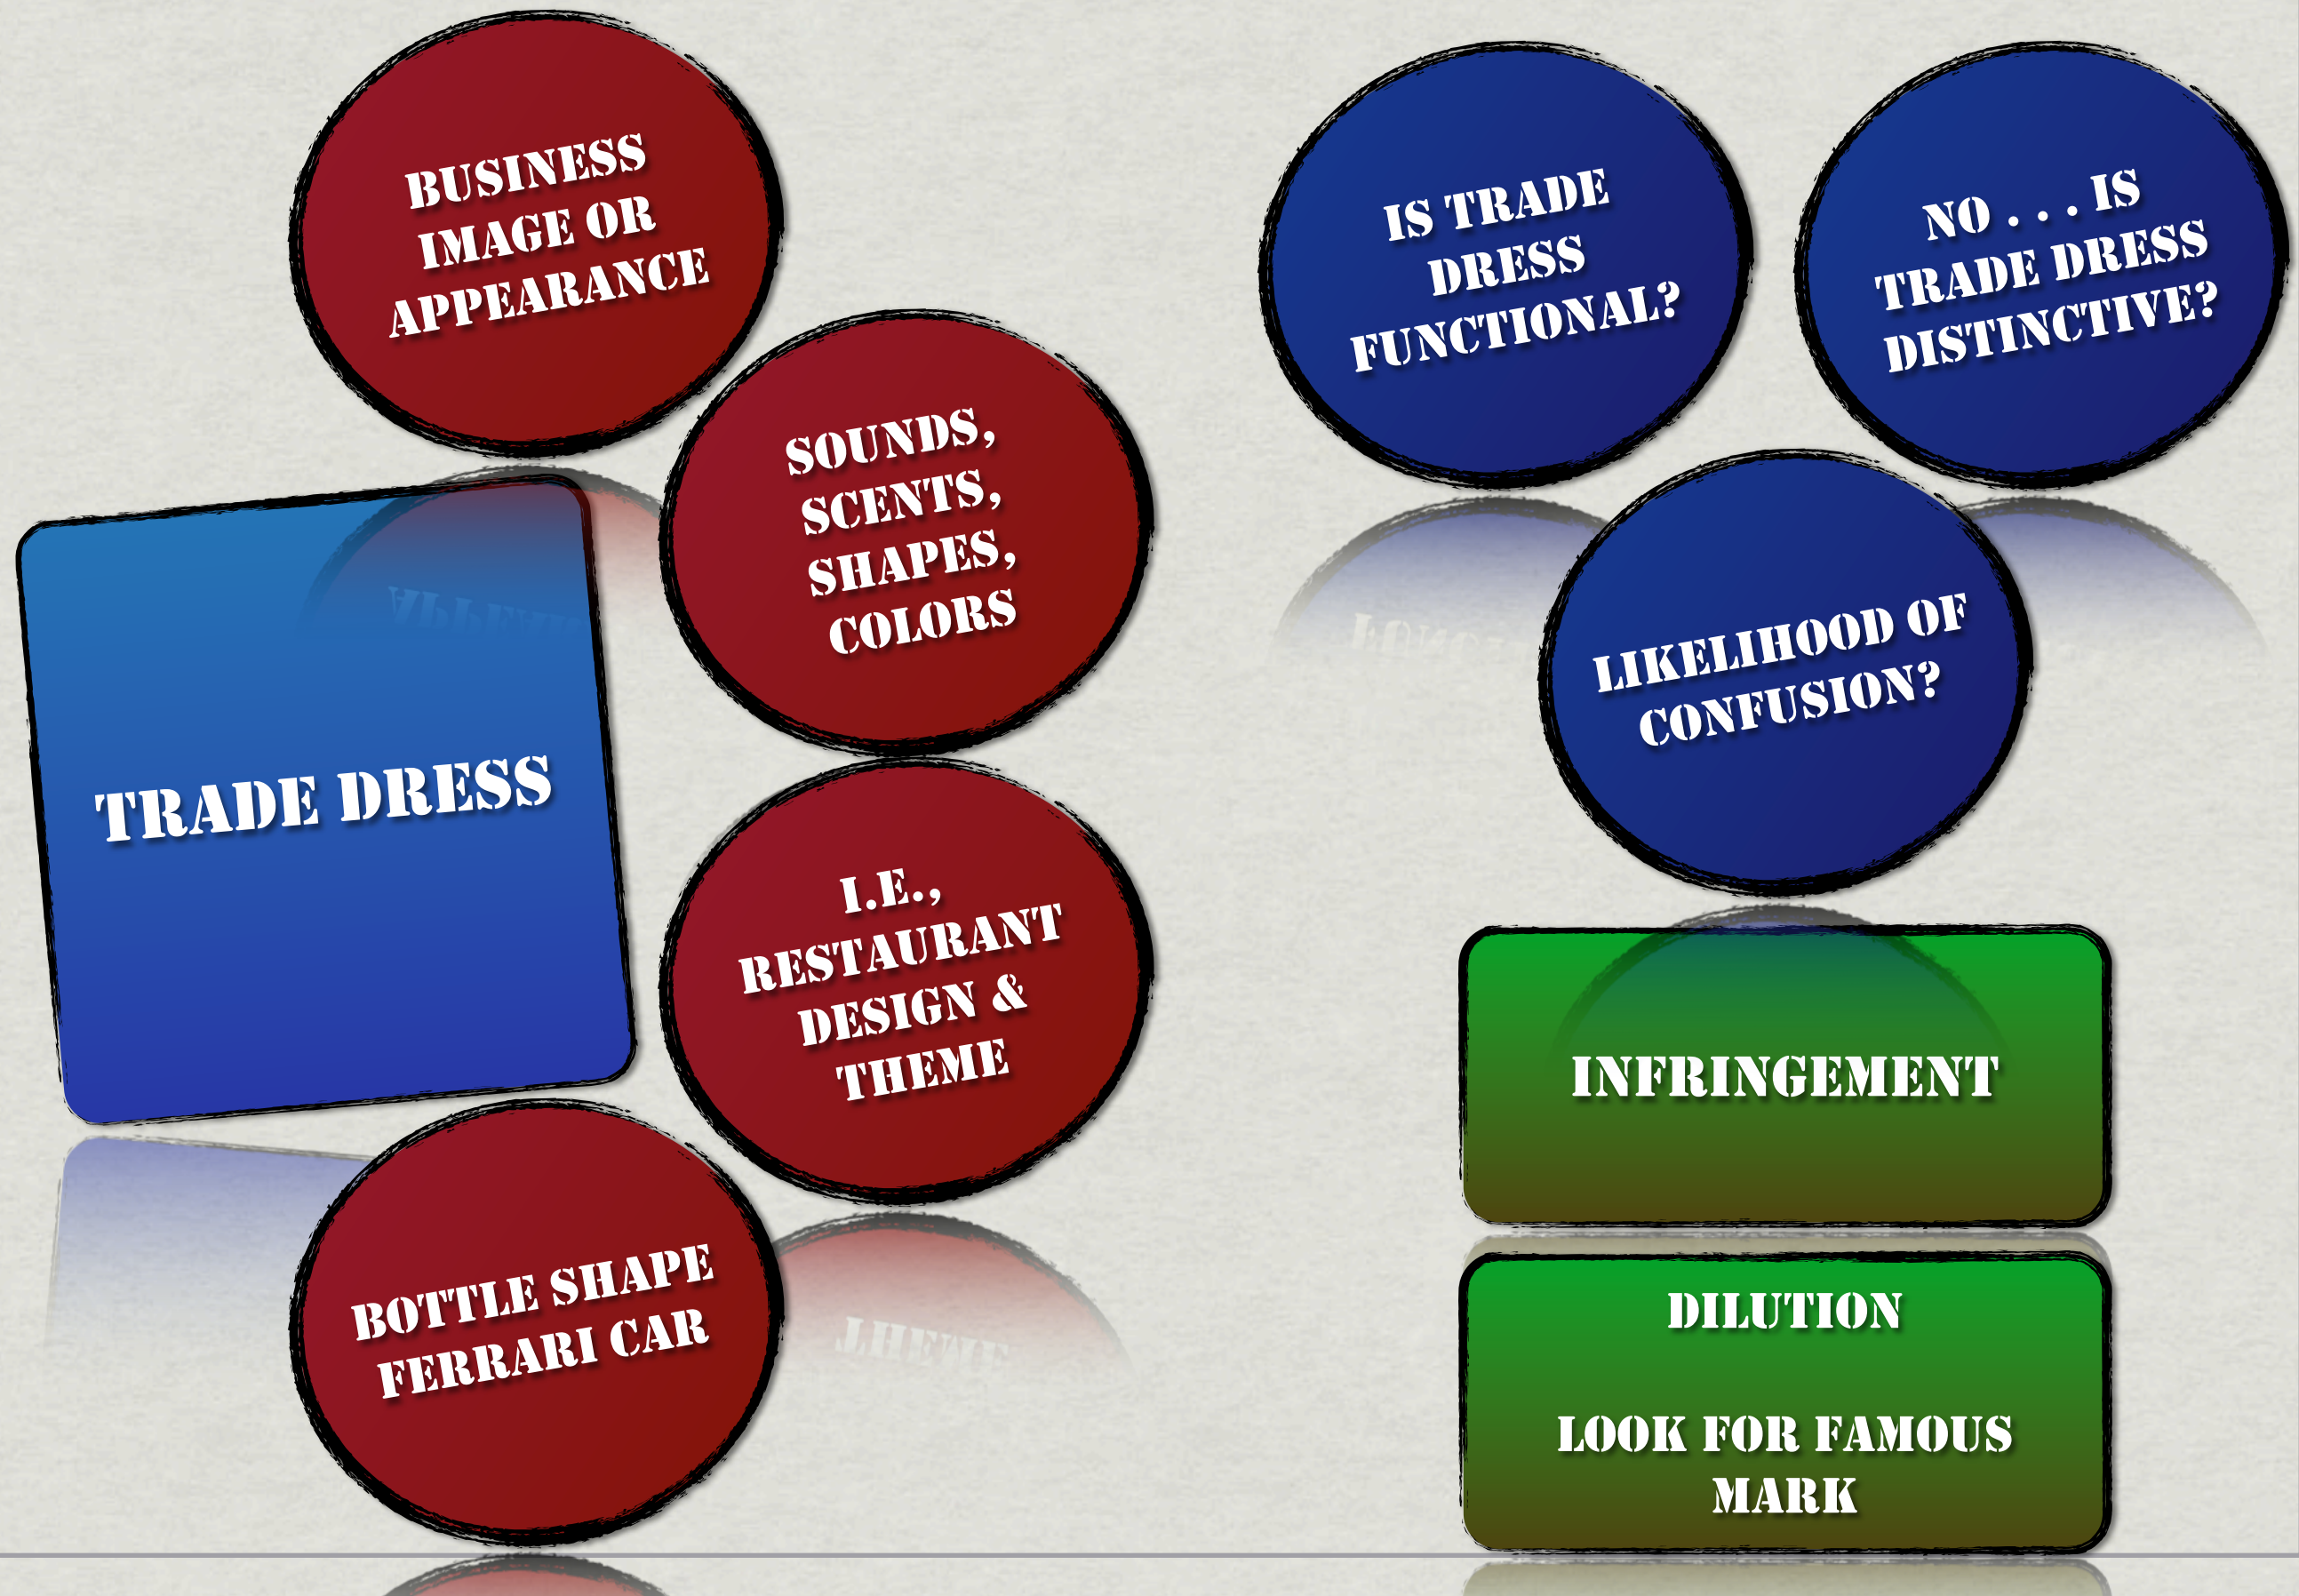 BUSINESS
IMAGE OR
APPEARANCE
SOUNDS,
SCENTS,
SHAPES,
COLORS
TRADE DRESS
I.E.,
RESTAURANT
DESIGN &
THEME
BOTTLE SHAPE
FERRARI CAR
IS TRADE
DRESS
FUNCTIONAL?
NO . . . IS
TRADE DRESS
DISTINCTIVE?
LIKELIHOOD OF
CONFUSION?
INFRINGEMENT
DILUTION
LOOK FOR FAMOUS
MARK